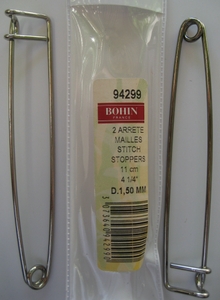 94299
BOHIN
FRANCE
2 ARRETE
MAILLES
STITCH
STOPPERS
11 cm
4 1/4"
D.1,50 MM